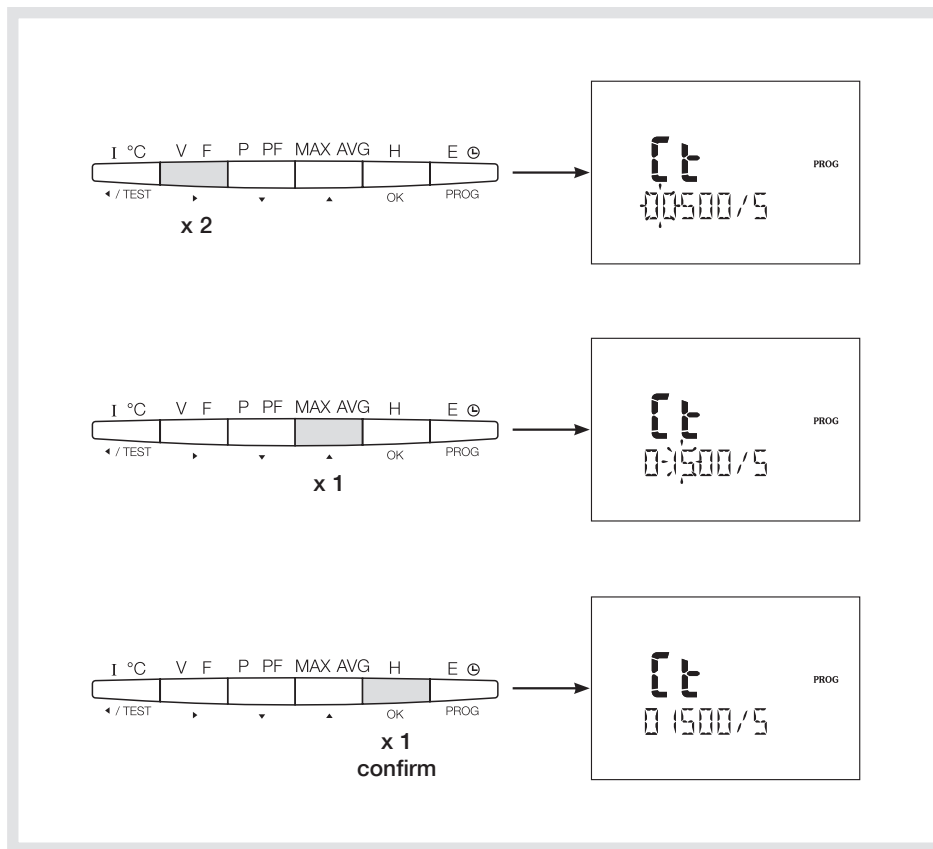 I °C V F P PF MAX AVG H E
◂ / TEST ▸ ▾ ▴ OK PROG
x 2
Ct
PROG
00500/5
I °C V F P PF MAX AVG H E
◂ / TEST ▸ ▾ ▴ OK PROG
x 1
Ct
PROG
01500/5
I °C V F P PF MAX AVG H E
◂ / TEST ▸ ▾ ▴ OK PROG
x 1
confirm
Ct
PROG
01500/5